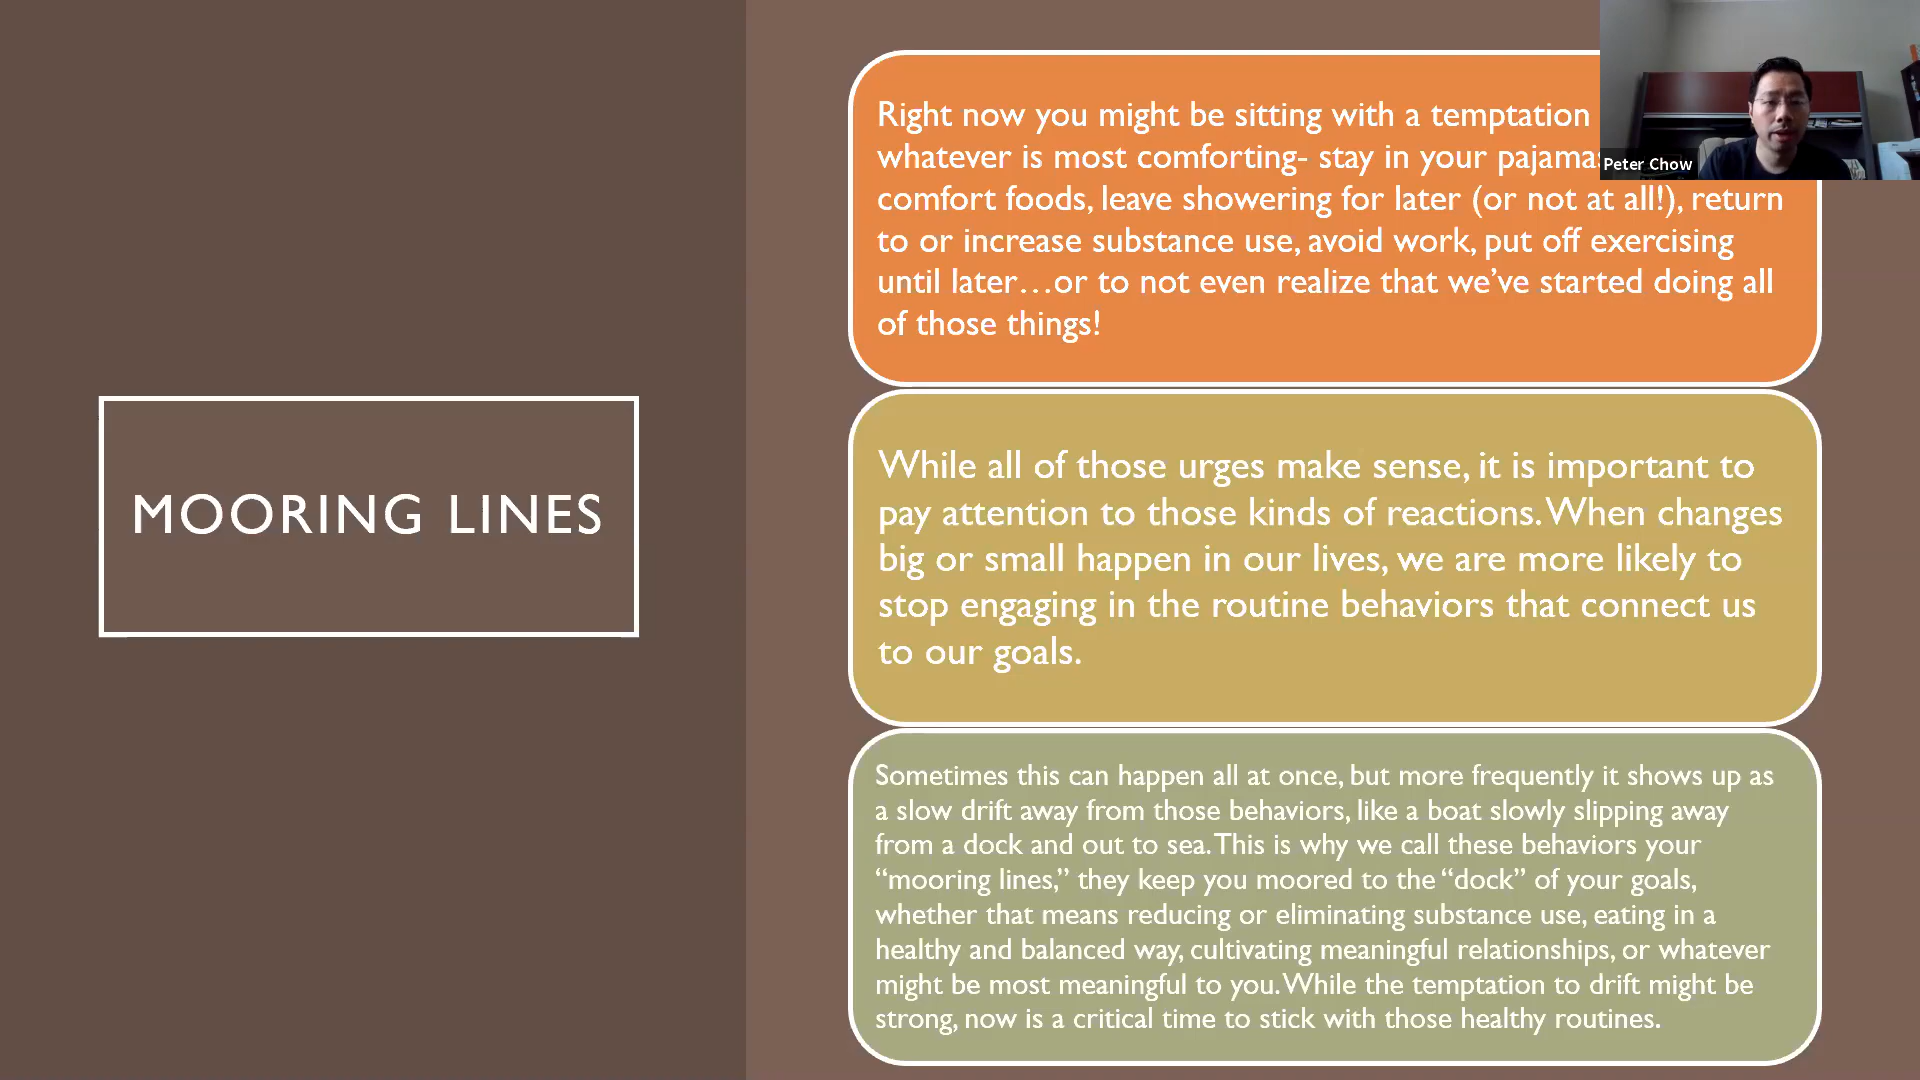 MOORING LINES
Right now you might be sitting with a temptation
whatever is most comforting- stay in your pajamas
comfort foods, leave showering for later (or not at all!), return
to or increase substance use, avoid work, put off exercising
until later…or to not even realize that we’ve started doing all
of those things!
Peter Chow
While all of those urges make sense, it is important to
pay attention to those kinds of reactions. When changes
big or small happen in our lives, we are more likely to
stop engaging in the routine behaviors that connect us
to our goals.
Sometimes this can happen all at once, but more frequently it shows up as
a slow drift away from those behaviors, like a boat slowly slipping away
from a dock and out to sea. This is why we call these behaviors your
“mooring lines,” they keep you moored to the “dock” of your goals,
whether that means reducing or eliminating substance use, eating in a
healthy and balanced way, cultivating meaningful relationships, or whatever
might be most meaningful to you. While the temptation to drift might be
strong, now is a critical time to stick with those healthy routines.